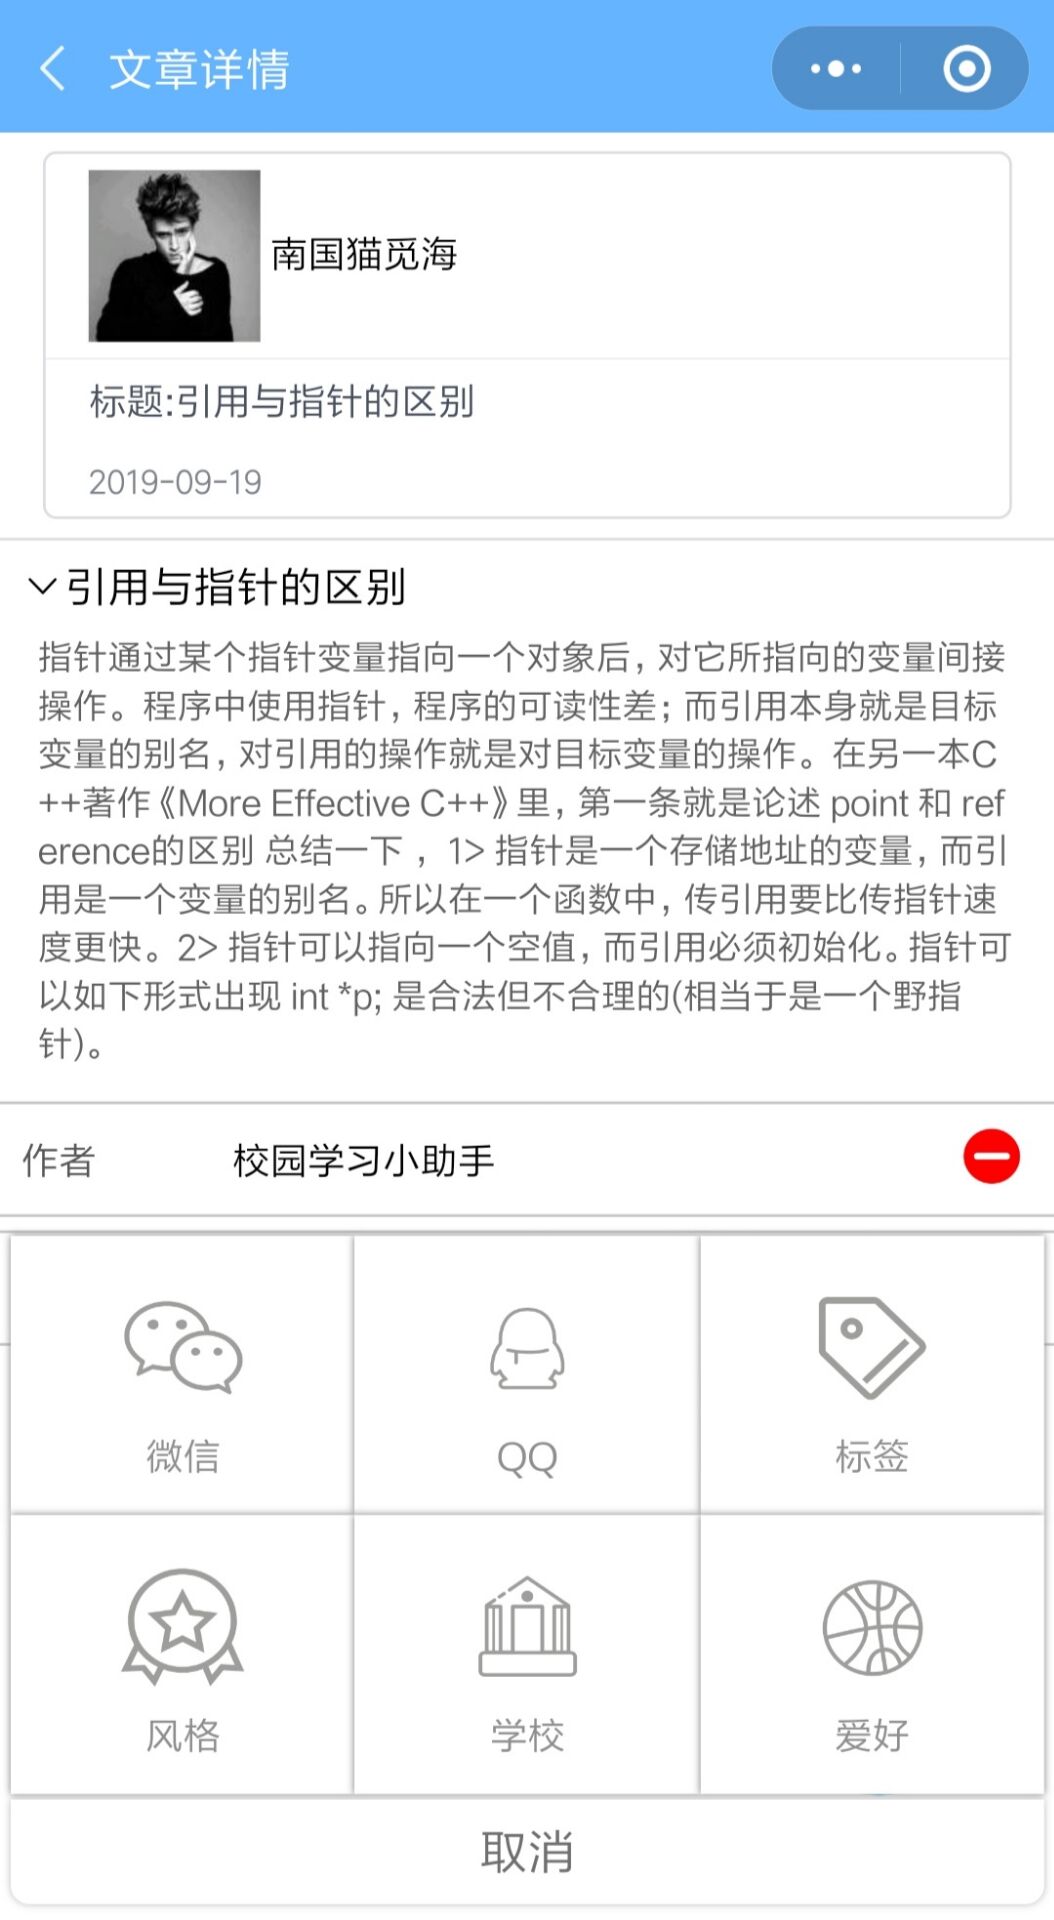 文章详情
南国猫觅海
标题:引用与指针的区别
2019-09-19
引用与指针的区别
指针通过某个指针变量指向一个对象后，对它所指向的变量间接
操作。程序中使用指针，程序的可读性差；而引用本身就是目标
变量的别名，对引用的操作就是对目标变量的操作。在另一本C
++著作《More Effective C++》里，第一条就是论述 point 和 ref
erence的区别 总结一下 ，1> 指针是一个存储地址的变量，而引
用是一个变量的别名。所以在一个函数中，传引用要比传指针速
度更快。2> 指针可以指向一个空值，而引用必须初始化。指针可
以如下形式出现 int *p; 是合法但不合理的(相当于是一个野指
针)。
作者 校园学习小助手
微信 QQ 标签
风格 学校 爱好
取消